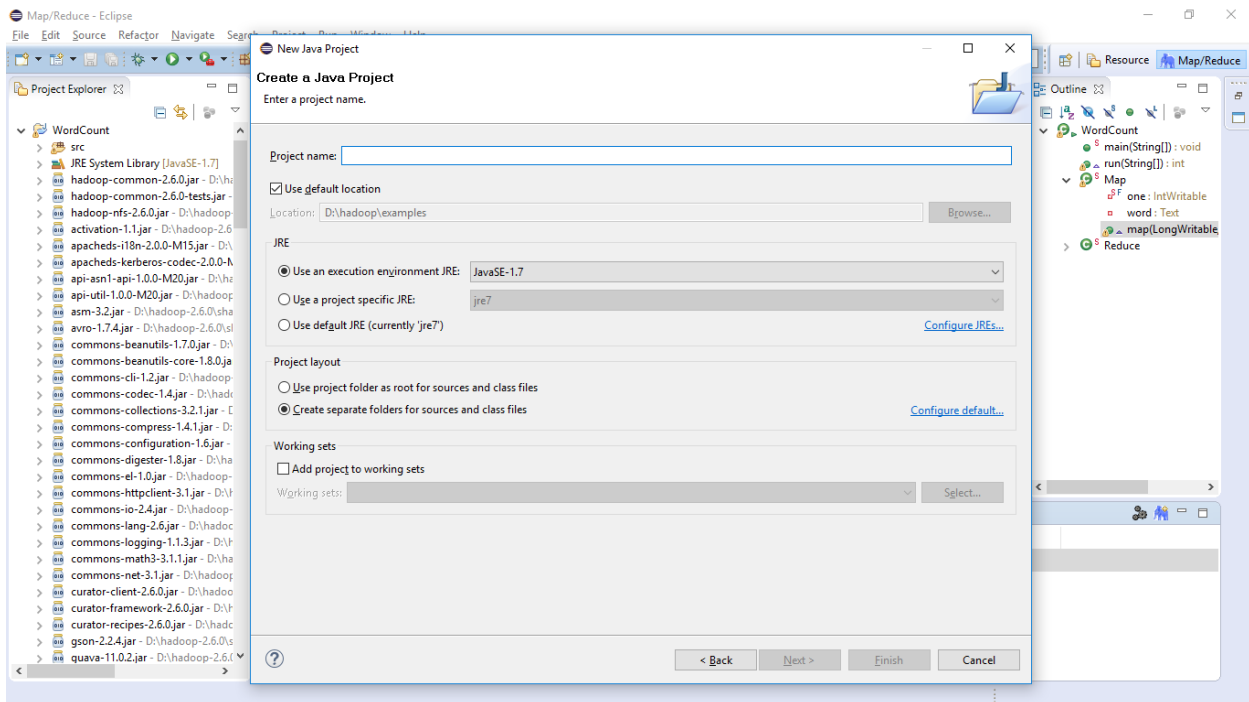 Map/Reduce - Eclipse
File Edit Source Refactor Navigate
Project Explorer
WordCount
src
JRE System Library [JavaSE-1.7]
hadoop-common-2.6.0.jar - D:\ha
hadoop-common-2.6.0-tests.jar -
hadoop-nfs-2.6.0.jar - D:\hadoop
activation-1.1.jar - D:\hadoop-2.6
apacheds-i18n-2.0.0-M15.jar - D:\
apacheds-kerberos-codec-2.0.0-M
api-asn1-api-1.0.0-M20.jar - D:\ha
api-util-1.0.0-M20.jar - D:\hadoop
asm-3.2.jar - D:\hadoop-2.6.0\sha
avro-1.7.4.jar - D:\hadoop-2.6.0\sl
commons-beanutils-1.7.0.jar - D:\
commons-beanutils-core-1.8.0.ja
commons-cli-1.2.jar - D:\hadoop-
commons-codec-1.4.jar - D:\hado
commons-collections-3.2.1.jar - D
commons-compress-1.4.1.jar - D:
commons-configuration-1.6.jar -
commons-digester-1.8.jar - D:\ha
commons-el-1.0.jar - D:\hadoop-
commons-httpclient-3.1.jar - D:\h
commons-io-2.4.jar - D:\hadoop-
commons-lang-2.6.jar - D:\hadoc
commons-logging-1.1.3.jar - D:\h
commons-math3-3.1.1.jar - D:\ha
commons-net-3.1.jar - D:\hadoop
curator-client-2.6.0.jar - D:\hadoo
curator-framework-2.6.0.jar - D:\h
curator-recipes-2.6.0.jar - D:\hadc
gson-2.2.4.jar - D:\hadoop-2.6.0\s
guava-11.0.2.jar - D:\hadoop-2.6.(
New Java Project
Create a Java Project
Enter a project name.
Project name:
Use default location
Location: D:\hadoop\examples Browse...
JRE
Use an execution environment JRE: JavaSE-1.7
Use a project specific JRE: jre7
Use default JRE (currently 'jre7') Configure JREs...
Project layout
Use project folder as root for sources and class files
Create separate folders for sources and class files Configure default...
Working sets
Add project to working sets
Working sets: Select...
? < Back Next > Finish Cancel
Resource Map/Reduce
Outline
WordCount
main(String[]) : void
run(String[]) : int
Map
one : IntWritable
word : Text
map(LongWritable,
Reduce